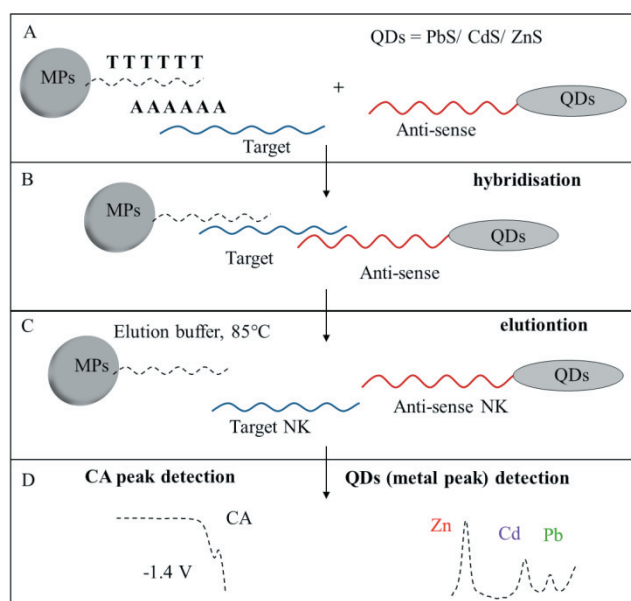 A
QDs = PbS/ CdS/ ZnS
MPs
TTTTTT
AAAAAA
+
QDs
Target
Anti-sense
B
hybridisation
MPs
QDs
Target
Anti-sense
C
Elution buffer, 85°C
elutiontion
MPs
QDs
Target NK
Anti-sense NK
D
CA peak detection
QDs (metal peak) detection
CA
-1.4 V
Zn
Cd
Pb